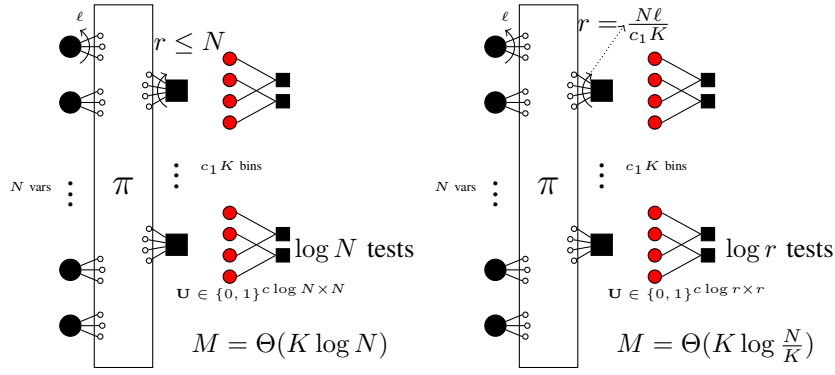 ℓ
r ≤ N
N vars
π
c₁K bins
log N tests
U ∈ {0, 1}^{c log N×N}
M = Θ(K log N)
ℓ
r = Nℓ/c₁K
N vars
π
c₁K bins
log r tests
U ∈ {0, 1}^{c log r×r}
M = Θ(K log N/K)